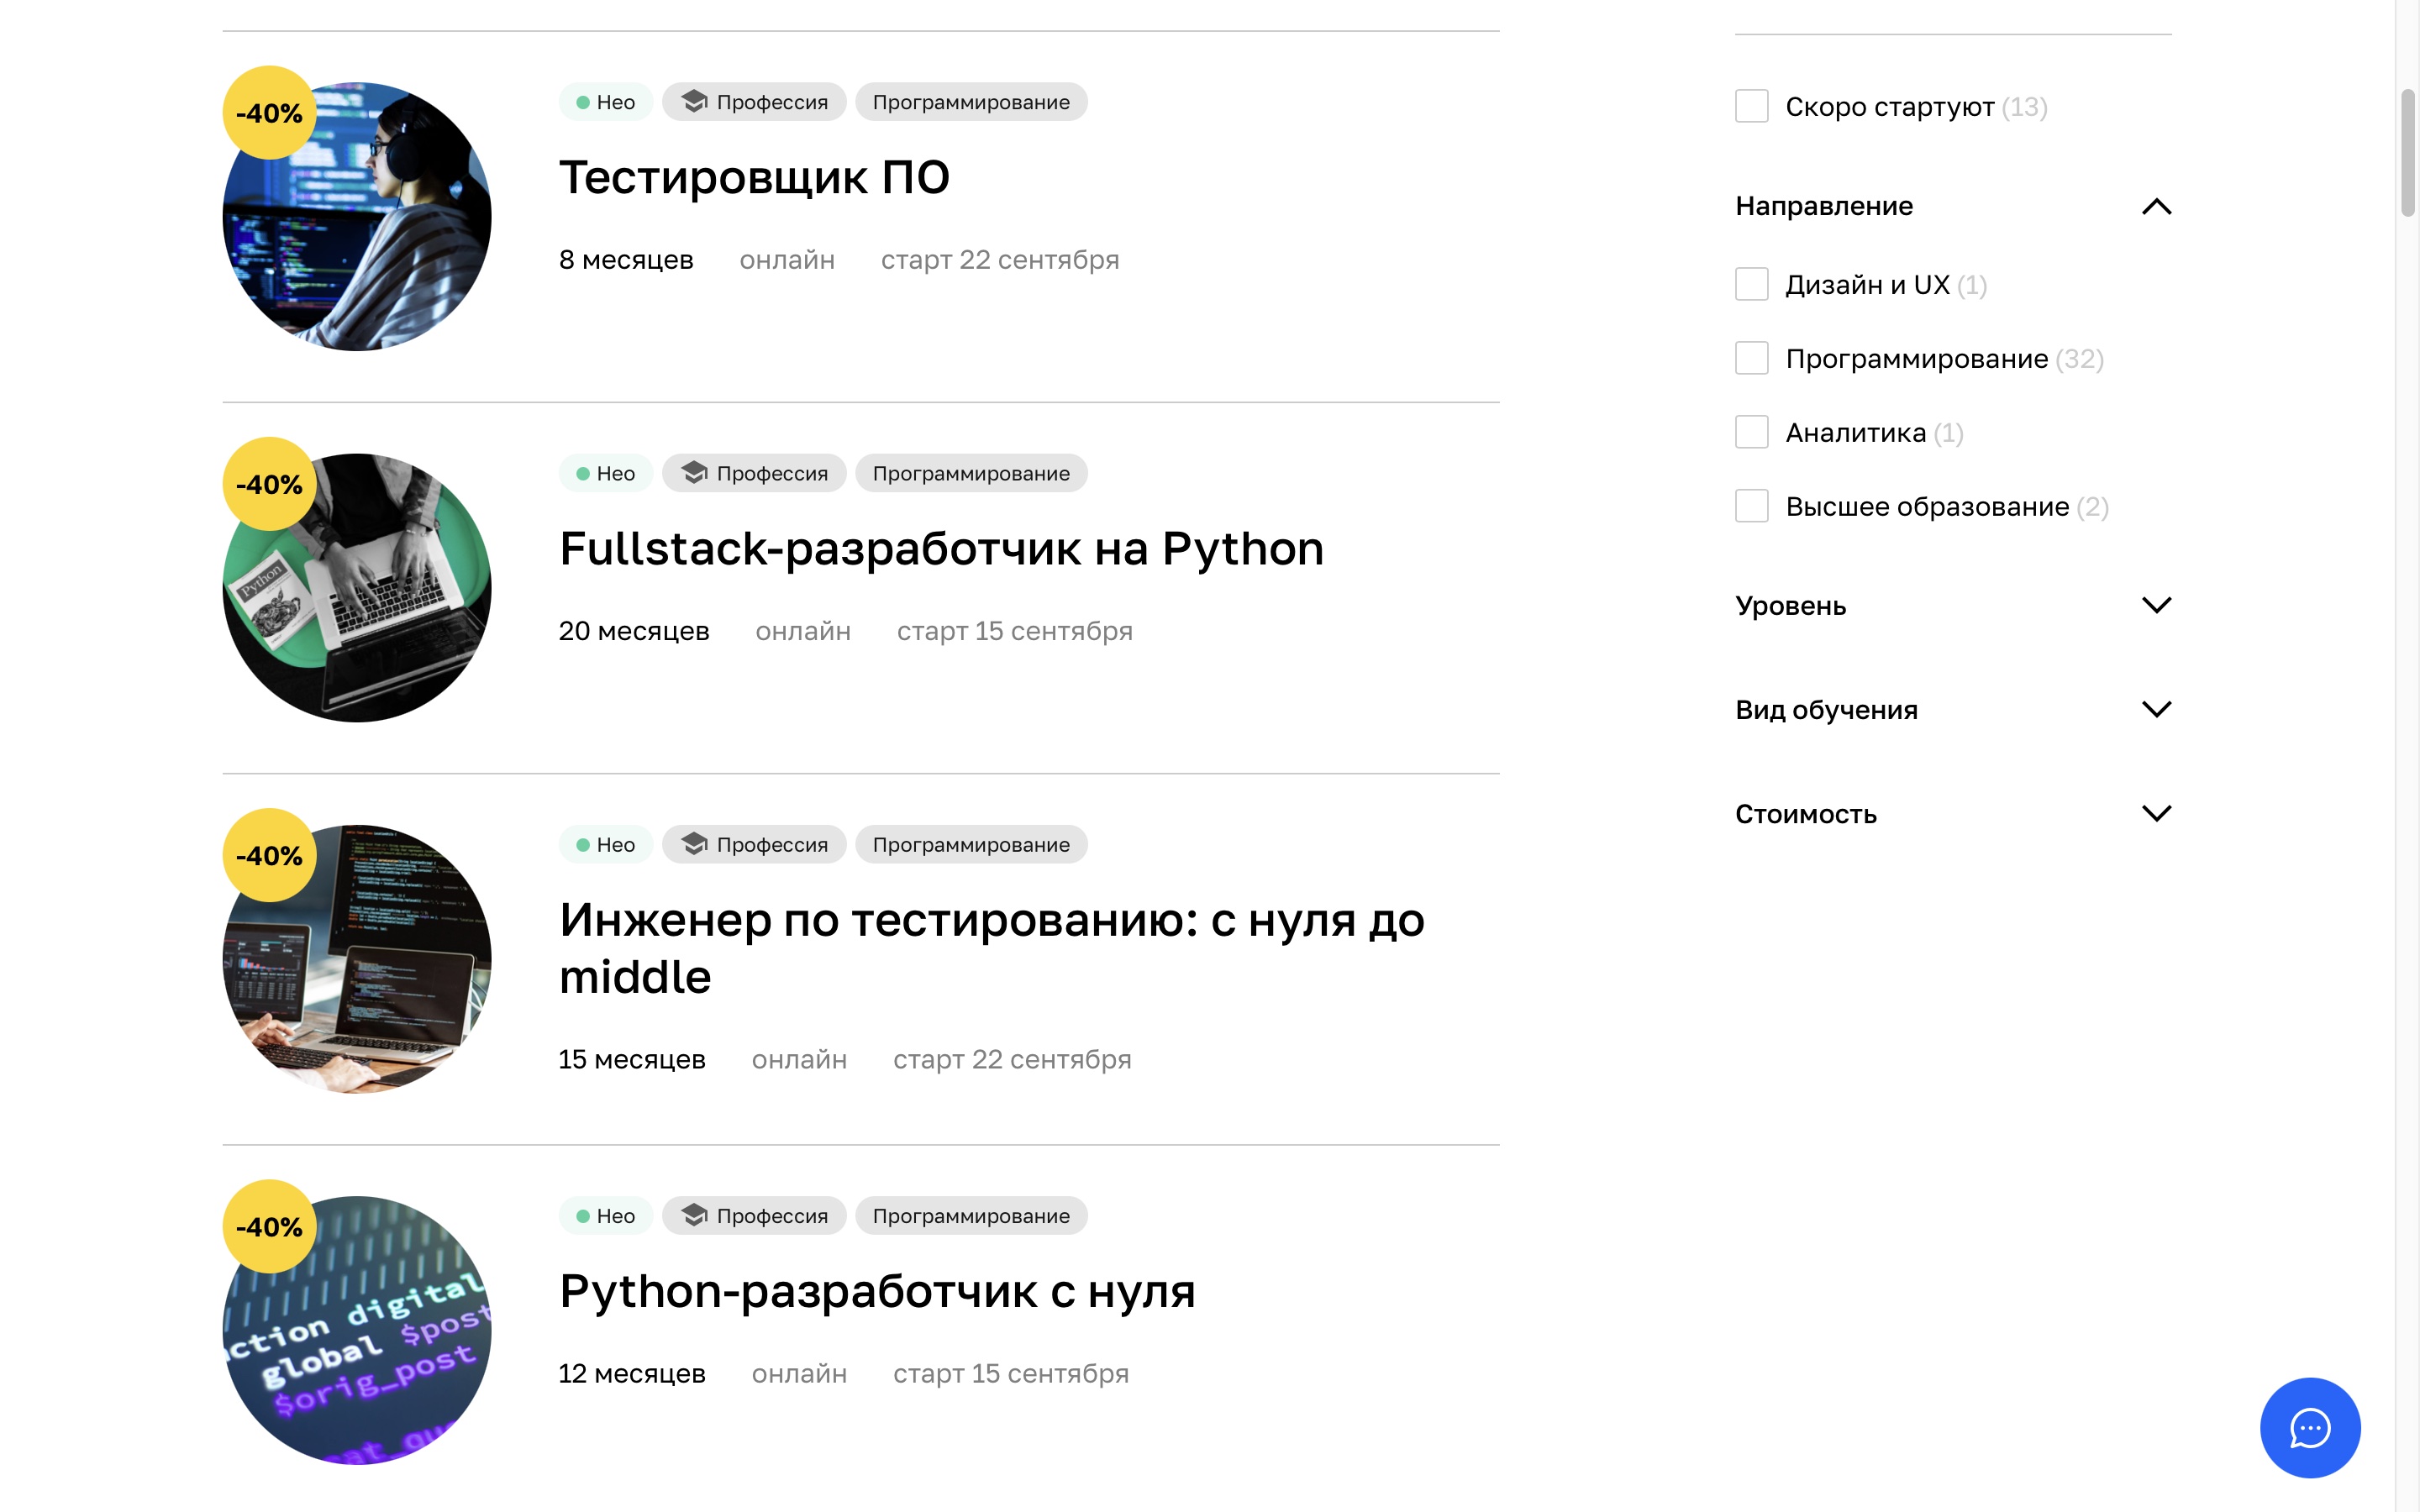 -40%
Нео
Профессия
Программирование
Тестировщик ПО
8 месяцев онлайн старт 22 сентября
-40%
Python
Нео
Профессия
Программирование
Fullstack-разработчик на Python
20 месяцев онлайн старт 15 сентября
-40%
Нео
Профессия
Программирование
Инженер по тестированию: с нуля до
middle
15 месяцев онлайн старт 22 сентября
-40%
ction digital
global $post
$orig_post
Нео
Профессия
Программирование
Python-разработчик с нуля
12 месяцев онлайн старт 15 сентября
Скоро стартуют (13)
Направление
Дизайн и UX (1)
Программирование (32)
Аналитика (1)
Высшее образование (2)
Уровень
Вид обучения
Стоимость